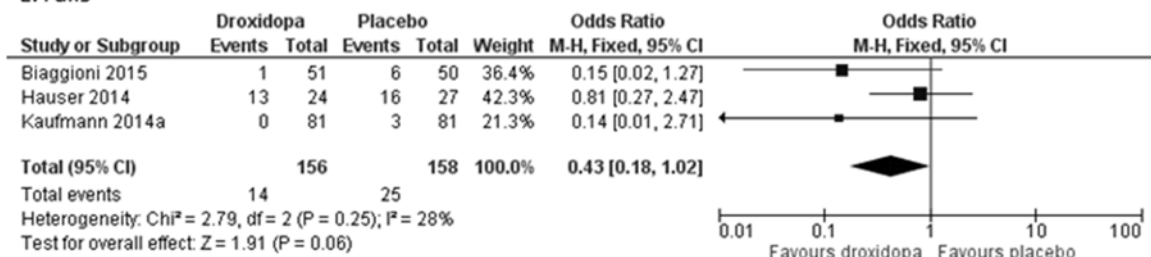 Droxidopa Placebo Odds Ratio Odds Ratio
Study or Subgroup Events Total Events Total Weight M-H, Fixed, 95% CI M-H, Fixed, 95% CI
Biaggioni 2015 1 51 6 50 36.4% 0.15 [0.02, 1.27]
Hauser 2014 13 24 16 27 42.3% 0.81 [0.27, 2.47]
Kaufmann 2014a 0 81 3 81 21.3% 0.14 [0.01, 2.71]
Total (95% CI) 156 158 100.0% 0.43 [0.18, 1.02]
Total events 14 25
Heterogeneity: Chi² = 2.79, df = 2 (P = 0.25); I² = 28%
Test for overall effect: Z = 1.91 (P = 0.06)
0.01 0.1 1 10 100
Favours droxidopa Favours placebo